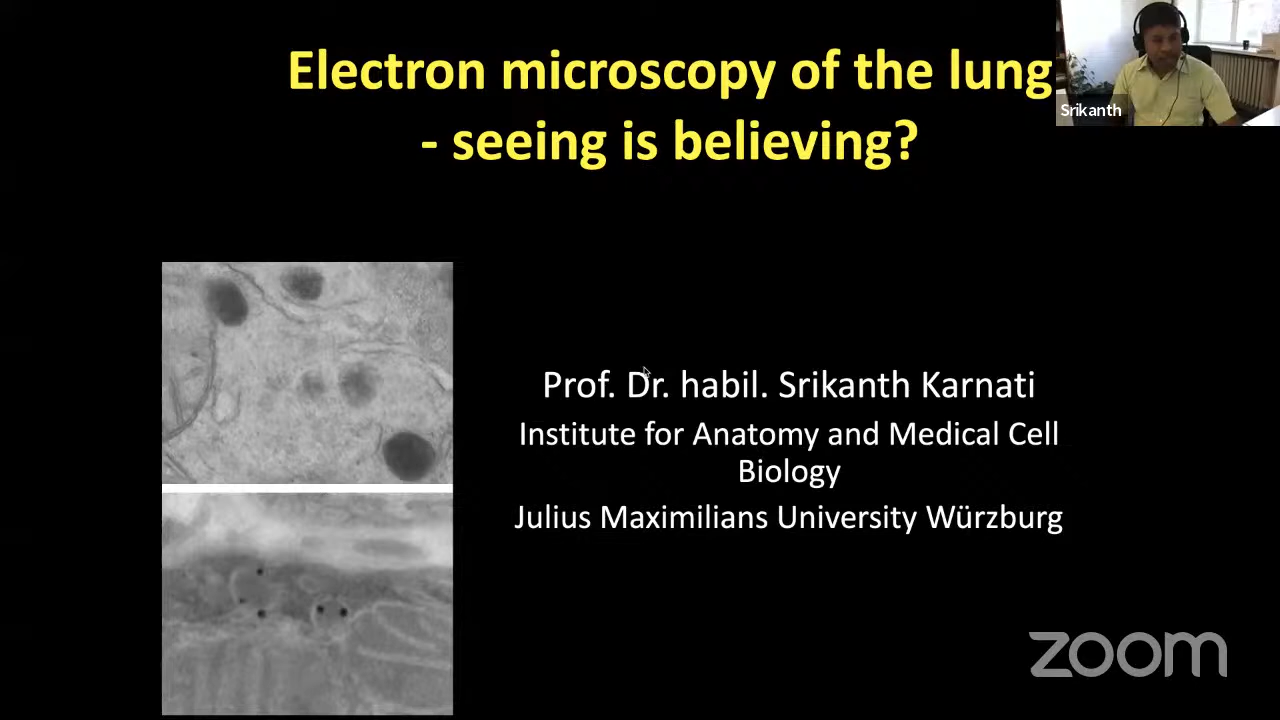 Electron microscopy of the lung
- seeing is believing?
Srikanth
Prof. Dr. habil. Srikanth Karnati
Institute for Anatomy and Medical Cell
Biology
Julius Maximilians University Würzburg
zoom